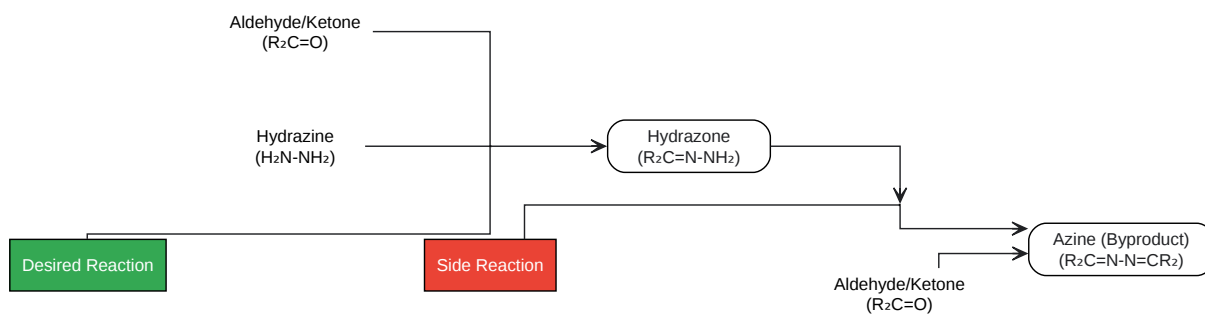 Aldehyde/Ketone
(R₂C=O)
Hydrazine
(H₂N-NH₂)
Hydrazone
(R₂C=N-NH₂)
Desired Reaction
Side Reaction
Azine (Byproduct)
(R₂C=N-N=CR₂)
Aldehyde/Ketone
(R₂C=O)